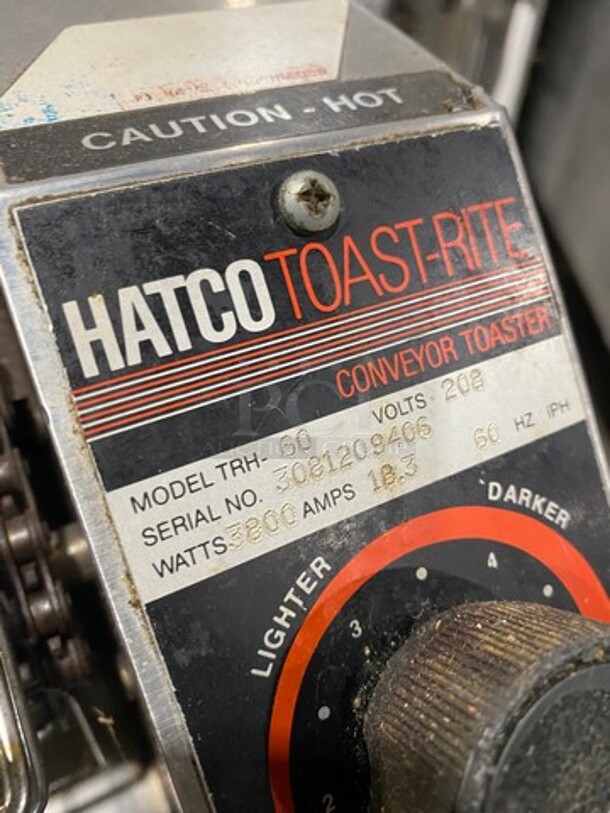 CAUTION - HOT
HATCO TOAST-RITE
CONVEYOR TOASTER
MODEL TRH- 60 VOLTS 208
SERIAL NO. 3081209406 60 HZ 1PH
WATTS 3800 AMPS 18.3
LIGHTER DARKER
2 3 4